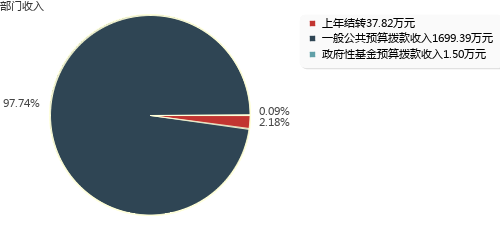 部门收入
上年结转37.82万元
一般公共预算拨款收入1699.39万元
政府性基金预算拨款收入1.50万元
97.74%
0.09%
2.18%